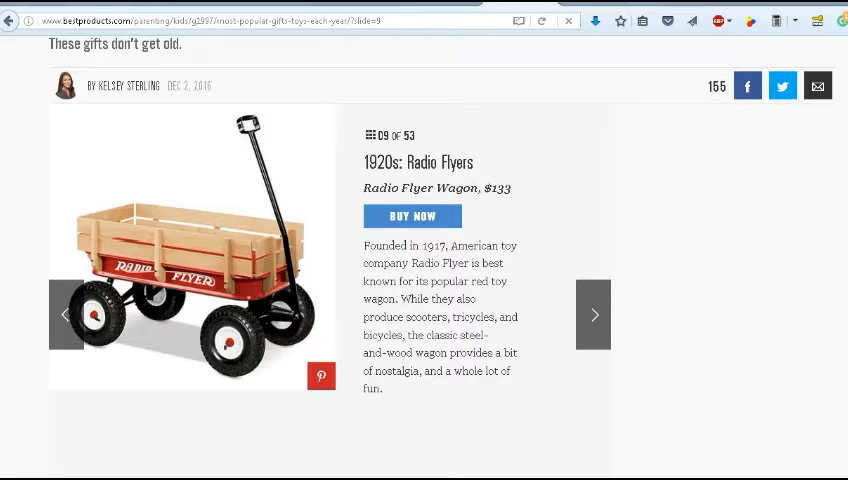 www.bestproducts.com/parenting/kids/g1997/most-popular-gifts-toys-each-year/?slide=9
ABP
These gifts don't get old.
BY KELSEY STERLING DEC 2, 2016
155
09 OF 53
1920s: Radio Flyers
Radio Flyer Wagon, $133
BUY NOW
Founded in 1917, American toy
company Radio Flyer is best
known for its popular red toy
wagon. While they also
produce scooters, tricycles, and
bicycles, the classic steel-
and-wood wagon provides a bit
of nostalgia, and a whole lot of
fun.
RADIO FLYER